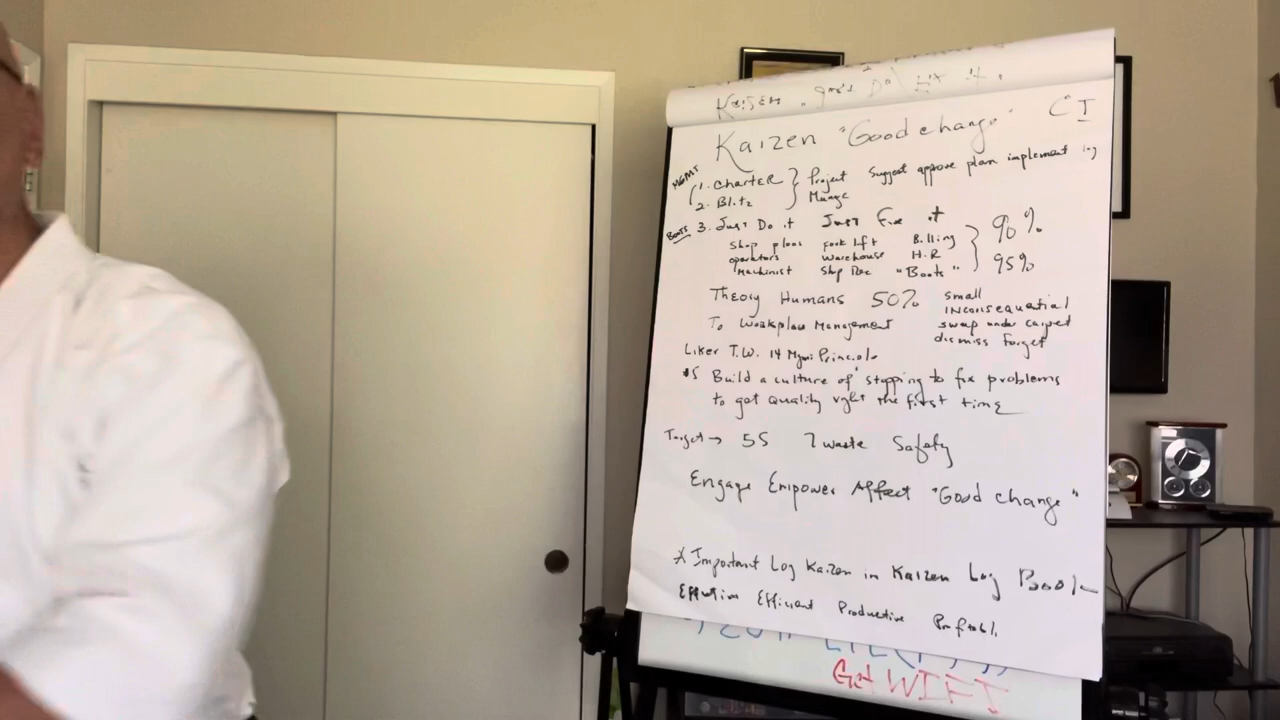 Kaizen
Kaizen "Good change" CI
MGMT
1. Charter } Project Suggest approve plan implement log
2. Blitz
Boots 3. Just Do it Just Fix it
Shop floor fork lift Billing } 90%
operators warehouse H.R
Machinist Shp Rec "Boots" 95%
Theory Humans 50% small
inconsequential
To Workplace Management swap under carpet
dismiss forget
Liker T.W. 14 Mgmt Principle
#5 Build a culture of stopping to fix problems
to get quality right the first time
Target → 5S 7 waste Safety
Engage Empower Affect "Good change"
* Important Log Kaizen in Kaizen Log Book
Effective Efficient Productive Profitable
Get WIFI